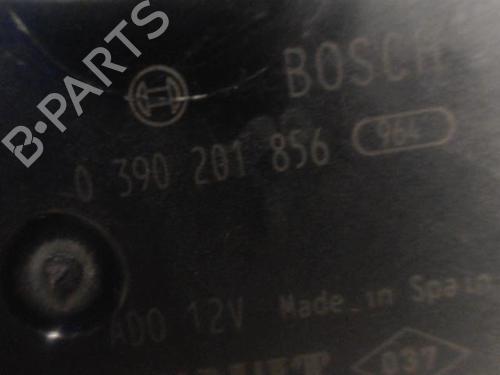 B-PARTS
BOSCH
0 390 201 856 964
ADO 12V Made in Spain
037